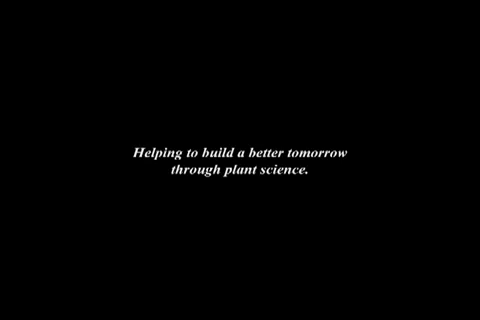 Helping to build a better tomorrow
through plant science.